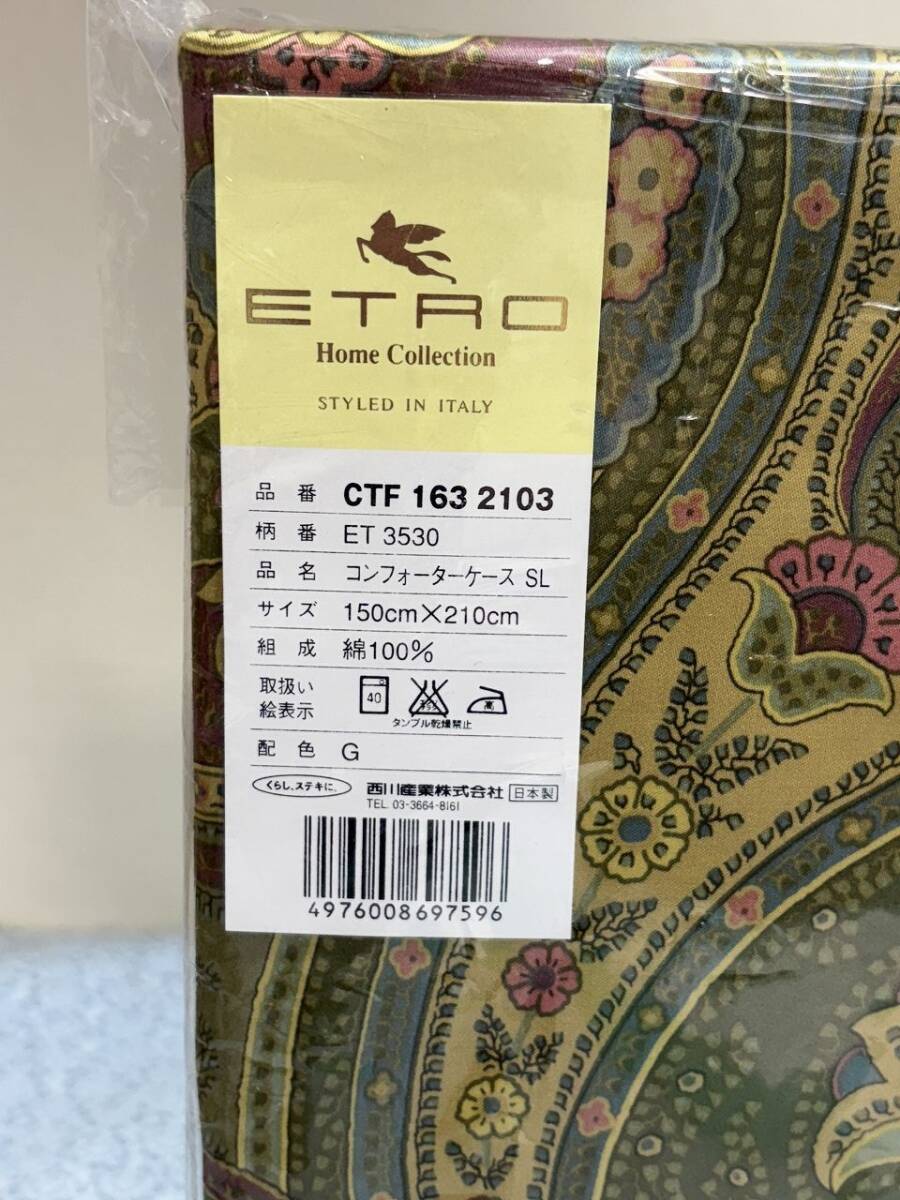 ETRO
Home Collection
STYLED IN ITALY
品番 CTF 163 2103
柄番 ET 3530
品名 コンフォーターケース SL
サイズ 150cm×210cm
組成 綿100%
取扱い
絵表示
40 高
タンブル乾燥禁止
配色 G
くらし、ステキに。 西川産業株式会社 日本製
TEL. 03-3664-8161
4976008697596